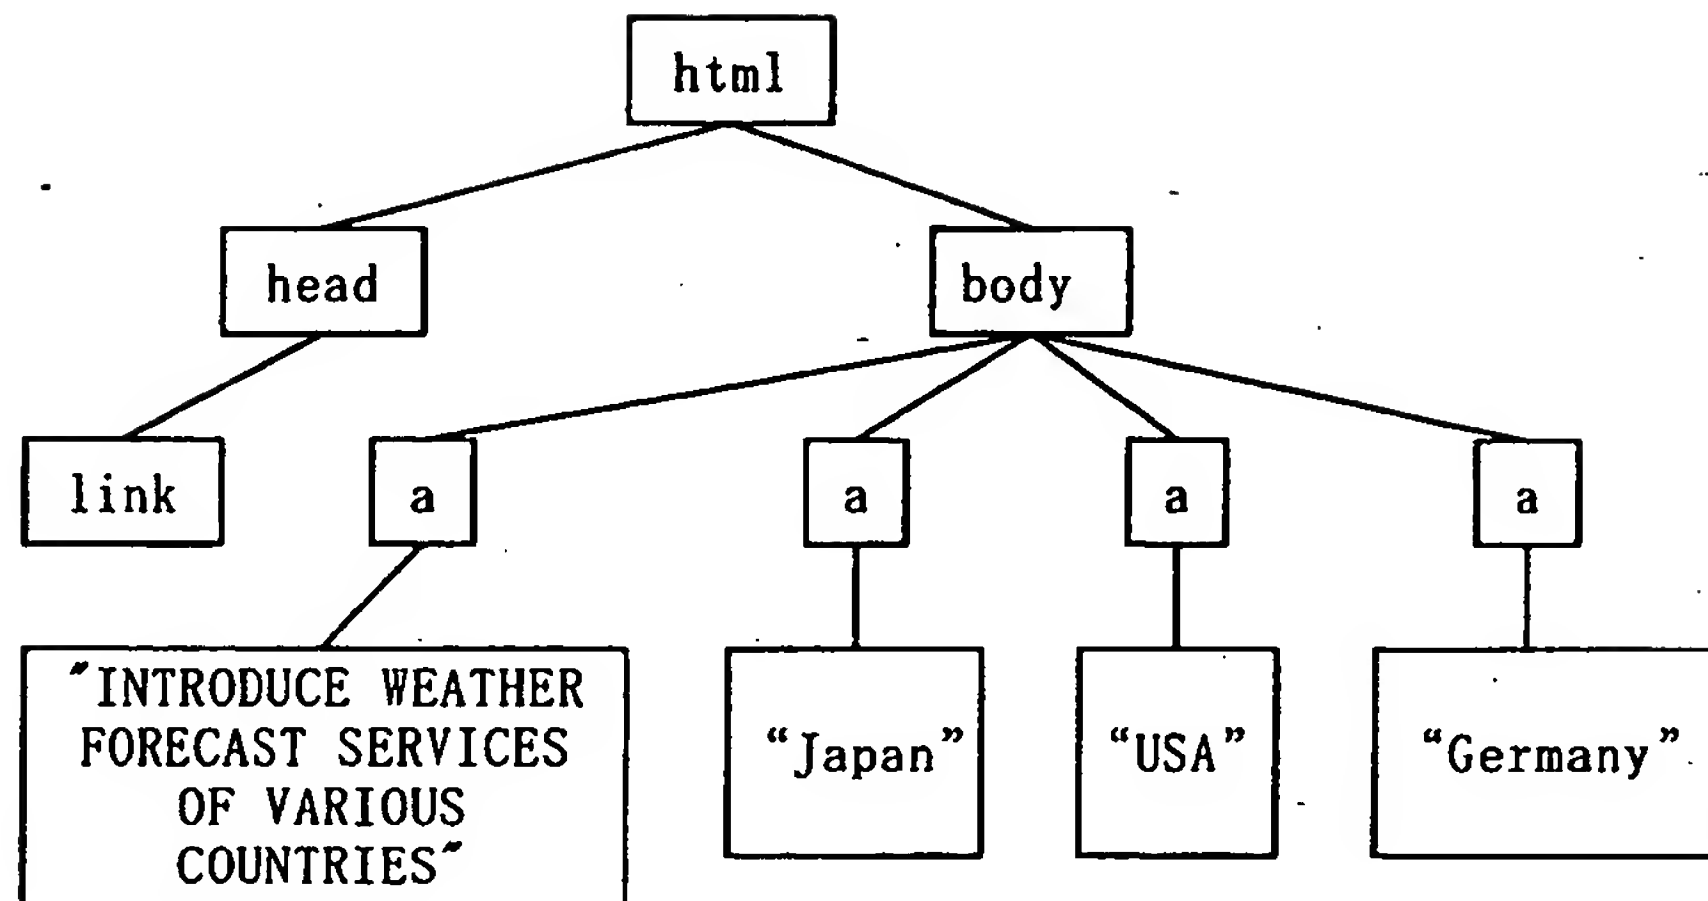 html
head
body
link
a
a
a
a
"INTRODUCE WEATHER
FORECAST SERVICES
OF VARIOUS
COUNTRIES"
“Japan”
“USA”
“Germany”